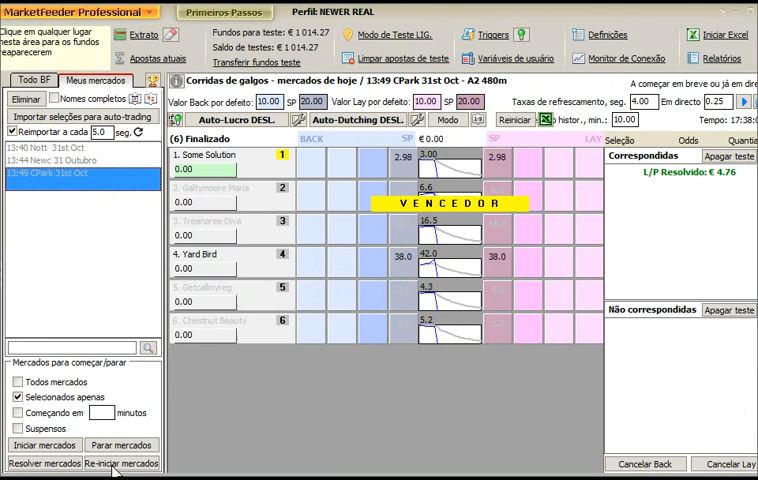 MarketFeeder Professional
Primeiros Passos
Perfil: NEWER REAL
Clique em qualquer lugar
nesta área para os fundos
reaparecerem
Extrato
Apostas atuais
Fundos para teste: € 1 014.27
Saldo de testes: € 1 014.27
Transferir fundo teste
Modo de Teste LIG.
Limpar apostas de teste
Triggers
Variáveis de usuário
Definições
Monitor de Conexão
Iniciar Excel
Relatórios
Todo BF
Meus mercados
Eliminar
Nomes completos
Importar seleções para auto-trading
Reimportar a cada 5.0 seg.
13:40 Nott 31st Oct
13:44 Newc 31 Outubro
13:49 CPark 31st Oct
Mercados para começar/parar
Todos mercados
Selecionados apenas
Começando em minutos
Suspensos
Iniciar mercados
Parar mercados
Resolver mercados
Re-iniciar mercados
Corridas de galgos - mercados de hoje / 13:49 CPark 31st Oct - A2 480m
A começar em breve ou já em
Valor Back por defeito: 10.00 SP 20.00 Valor Lay por defeito: 10.00 SP 20.00
Taxas de refrescamento, seg. 4.00 Em directo 0.25
Auto-Lucro DESL.
Auto-Dutching DESL.
Modo
Reiniciar
histor., min.: 10.00
Tempo: 17:38:0
(6) Finalizado
BACK
SP
€ 0.00
SP
LAY
1. Some Solution 1 2.98 3.00 2.98
0.00
2. Gaitymoore Maria 2 6.6
0.00
VENCEDOR
3. Treanaree Diva 3 16.5
0.00
4. Yard Bird 4 38.0 42.0 38.0
0.00
5. Getcallmyreg 5 4.3
0.00
6. Chestnut Beauty 6 5.2
0.00
Seleção Odds Quantia
Correspondidas
Apagar teste
L/P Resolvido: € 4.76
Não correspondidas
Apagar teste
Cancelar Back
Cancelar Lay